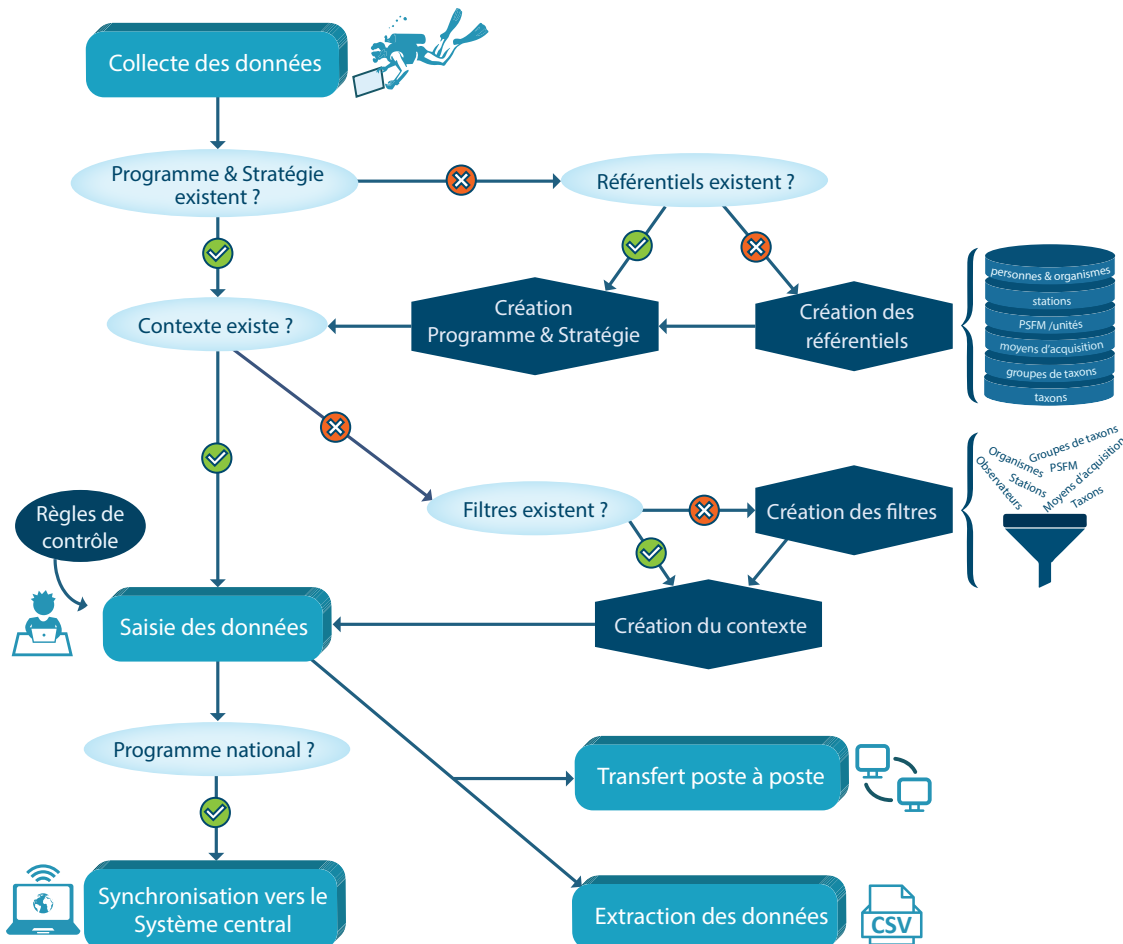 Collecte des données
Programme & Stratégie
existent ?
Référentiels existent ?
Contexte existe ?
Création
Programme & Stratégie
Création des
référentiels
personnes & organismes
stations
PSFM /unités
moyens d'acquisition
groupes de taxons
taxons
Règles de
contrôle
Filtres existent ?
Création des filtres
Groupes de taxons
Organismes
PSFM
Observateurs
Stations
Moyens d'acquisition
Taxons
Saisie des données
Création du contexte
Programme national ?
Transfert poste à poste
Synchronisation vers le
Système central
Extraction des données
CSV